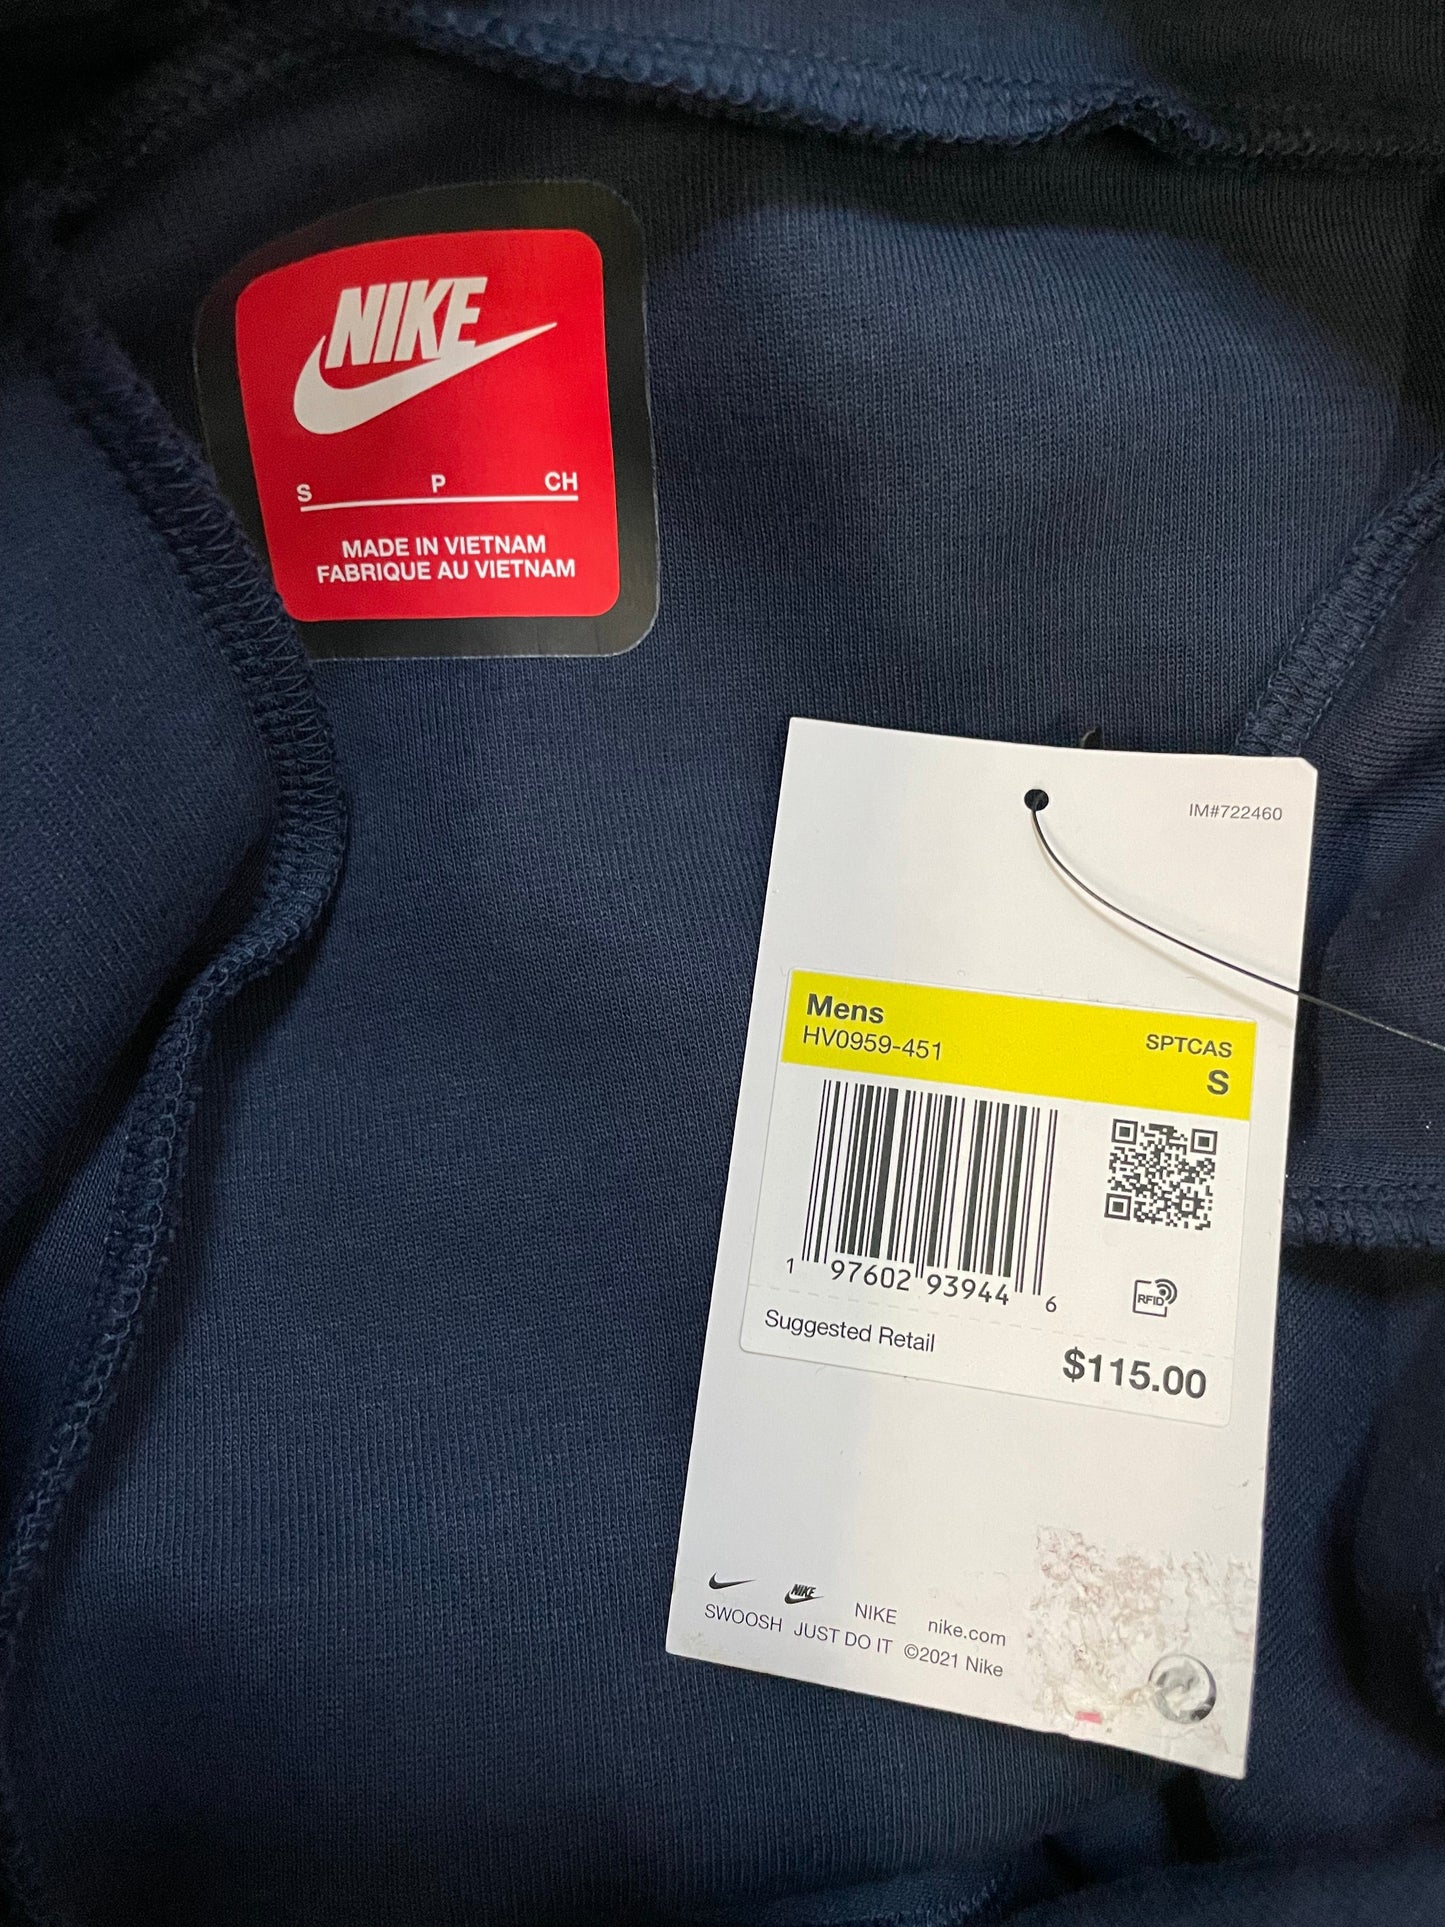 NIKE
S P CH
MADE IN VIETNAM
FABRIQUE AU VIETNAM
IM#722460
Mens
HV0959-451
SPTCAS
S
1 97602 93944 6
RFID
Suggested Retail
$115.00
NIKE NIKE nike.com
SWOOSH JUST DO IT ©2021 Nike